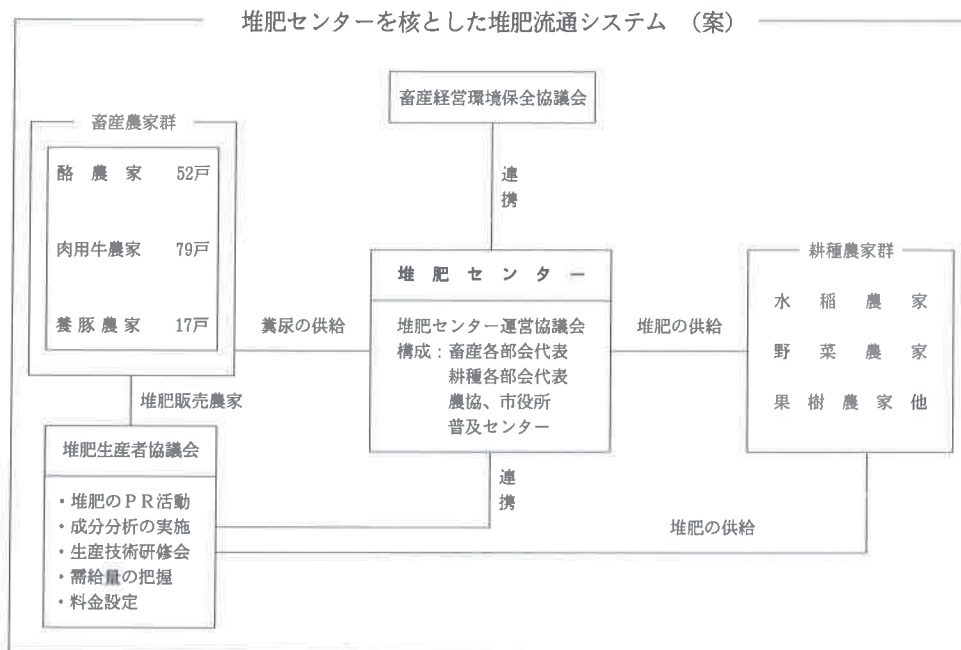 堆肥センターを核とした堆肥流通システム （案）
畜産経営環境保全協議会
連携
畜産農家群
酪農家 52戸
肉用牛農家 79戸
養豚農家 17戸
糞尿の供給
堆肥センター
堆肥センター運営協議会
構成：畜産各部会代表
耕種各部会代表
農協、市役所
普及センター
堆肥の供給
耕種農家群
水稲農家
野菜農家
果樹農家他
堆肥販売農家
堆肥生産者協議会
・堆肥のＰＲ活動
・成分分析の実施
・生産技術研修会
・需給量の把握
・料金設定
連携
堆肥の供給